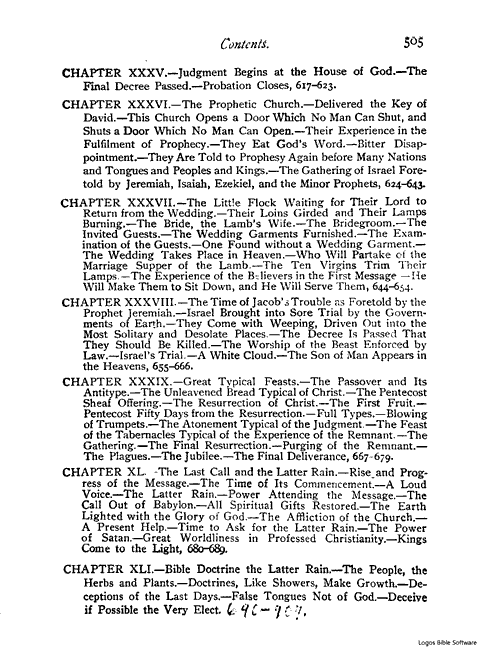 Contents. 505
CHAPTER XXXV.—Judgment Begins at the House of God.—The
Final Decree Passed.—Probation Closes, 617-623.
CHAPTER XXXVI.—The Prophetic Church.—Delivered the Key of
David.—This Church Opens a Door Which No Man Can Shut, and
Shuts a Door Which No Man Can Open.—Their Experience in the
Fulfilment of Prophecy.—They Eat God's Word.—Bitter Disap-
pointment.—They Are Told to Prophesy Again before Many Nations
and Tongues and Peoples and Kings.—The Gathering of Israel Fore-
told by Jeremiah, Isaiah, Ezekiel, and the Minor Prophets, 624-643.
CHAPTER XXXVII.—The Little Flock Waiting for Their Lord to
Return from the Wedding.—Their Loins Girded and Their Lamps
Burning.—The Bride, the Lamb's Wife.—The Bridegroom.—The
Invited Guests.—The Wedding Garments Furnished.—The Exam-
ination of the Guests.—One Found without a Wedding Garment.—
The Wedding Takes Place in Heaven.—Who Will Partake of the
Marriage Supper of the Lamb.—The Ten Virgins Trim Their
Lamps.—The Experience of the Believers in the First Message—He
Will Make Them to Sit Down, and He Will Serve Them, 644-654.
CHAPTER XXXVIII.—The Time of Jacob's Trouble as Foretold by the
Prophet Jeremiah.—Israel Brought into Sore Trial by the Govern-
ments of Earth.—They Come with Weeping, Driven Out into the
Most Solitary and Desolate Places.—The Decree Is Passed That
They Should Be Killed.—The Worship of the Beast Enforced by
Law.—Israel's Trial.—A White Cloud.—The Son of Man Appears in
the Heavens, 655-666.
CHAPTER XXXIX.—Great Typical Feasts.—The Passover and Its
Antitype.—The Unleavened Bread Typical of Christ.—The Pentecost
Sheaf Offering.—The Resurrection of Christ.—The First Fruit.—
Pentecost Fifty Days from the Resurrection.—Full Types.—Blowing
of Trumpets.—The Atonement Typical of the Judgment.—The Feast
of the Tabernacles Typical of the Experience of the Remnant.—The
Gathering.—The Final Resurrection.—Purging of the Remnant.—
The Plagues.—The Jubilee.—The Final Deliverance, 667-679.
CHAPTER XL. -The Last Call and the Latter Rain.—Rise and Prog-
ress of the Message.—The Time of Its Commencement.—A Loud
Voice.—The Latter Rain.—Power Attending the Message.—The
Call Out of Babylon.—All Spiritual Gifts Restored.—The Earth
Lighted with the Glory of God.—The Affliction of the Church.—
A Present Help.—Time to Ask for the Latter Rain.—The Power
of Satan.—Great Worldliness in Professed Christianity.—Kings
Come to the Light, 680-689.
CHAPTER XLI.—Bible Doctrine the Latter Rain.—The People, the
Herbs and Plants.—Doctrines, Like Showers, Make Growth.—De-
ceptions of the Last Days.—False Tongues Not of God.—Deceive
if Possible the Very Elect.
Logos Bible Software